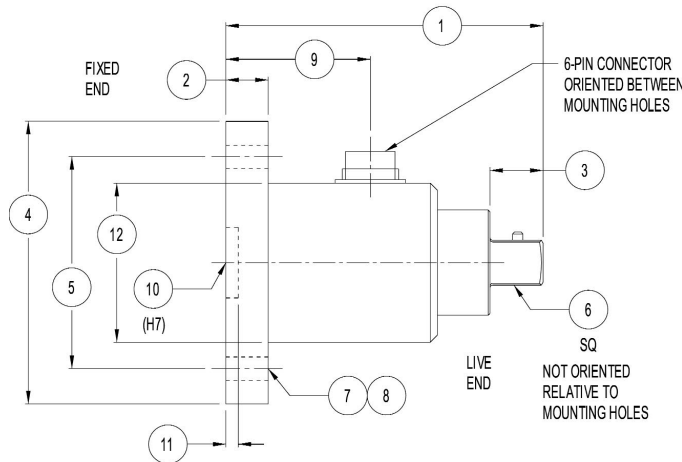 1
9
FIXED
END
2
6-PIN CONNECTOR
ORIENTED BETWEEN
MOUNTING HOLES
3
4
12
5
10
(H7)
6
SQ
LIVE
END
NOT ORIENTED
RELATIVE TO
MOUNTING HOLES
7 8
11